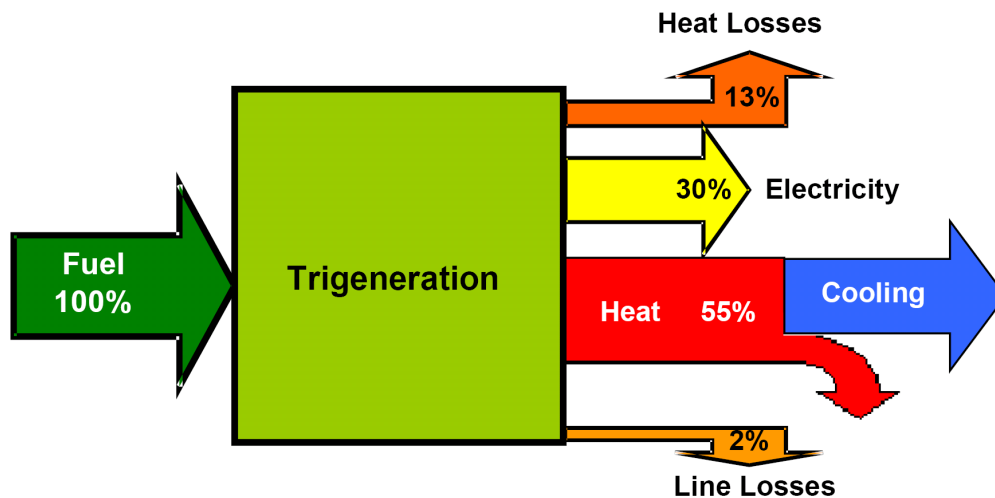 Heat Losses
13%
30% Electricity
Fuel
100%
Trigeneration
Heat 55%
Cooling
2%
Line Losses